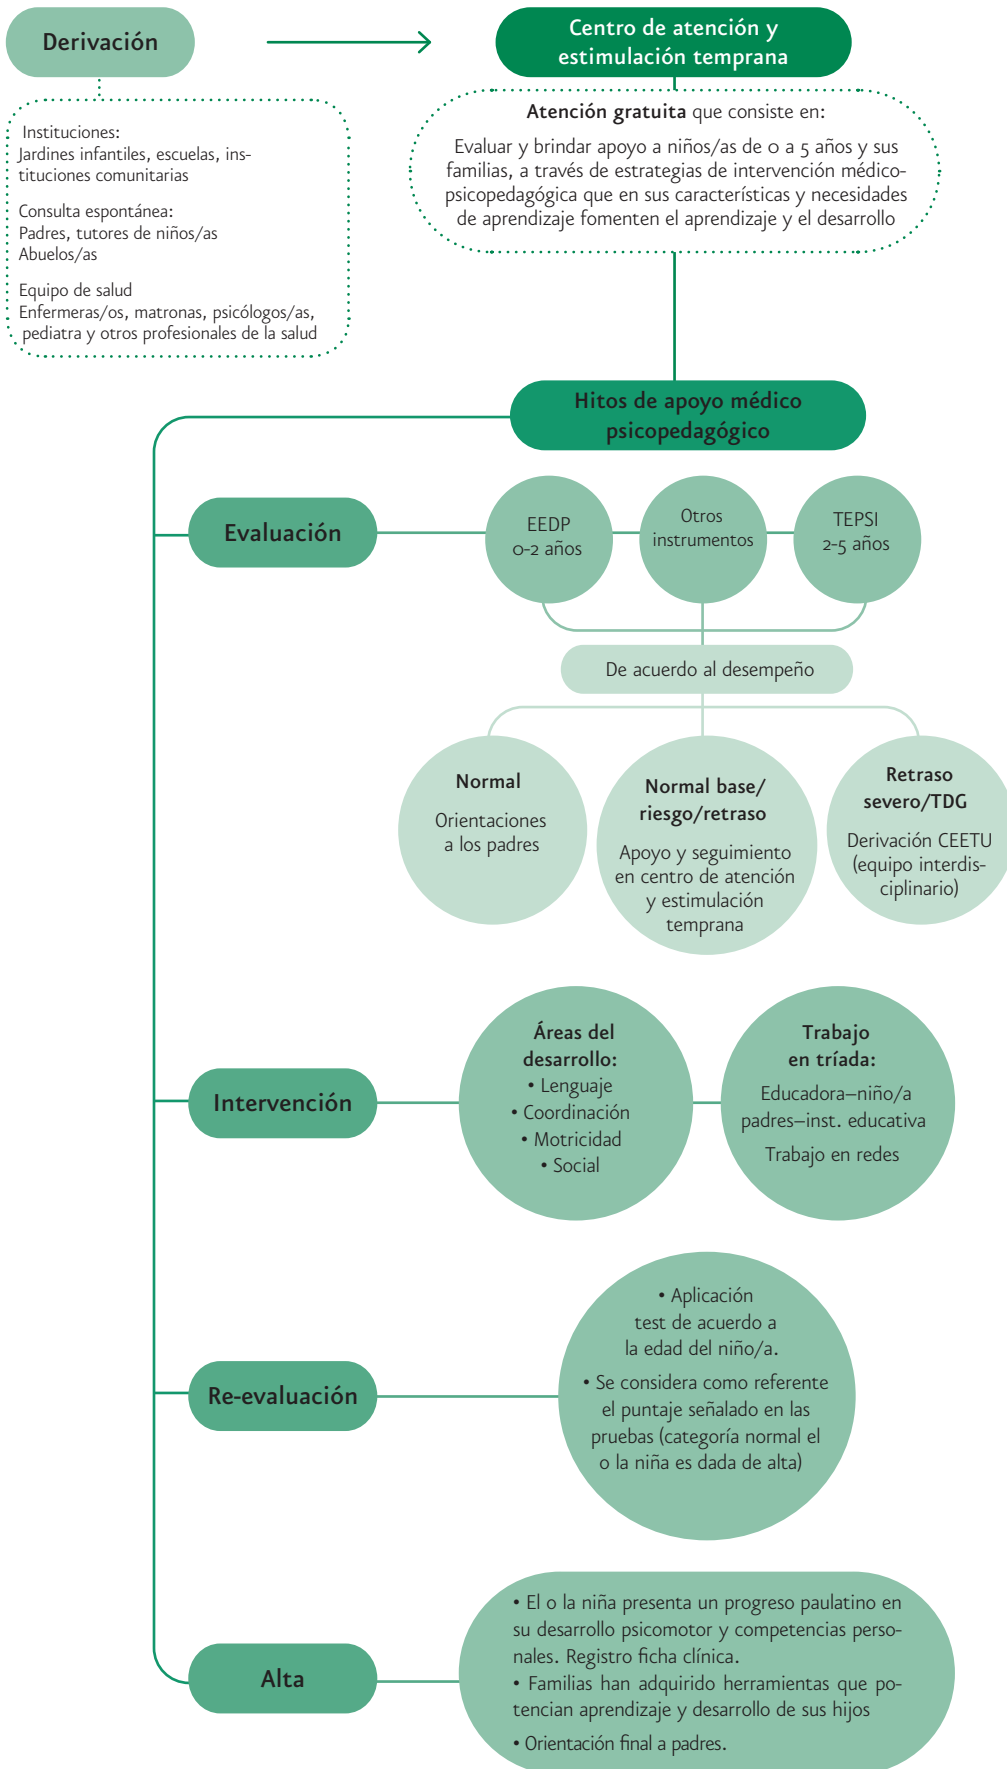 Derivación
Centro de atención y
estimulación temprana
Instituciones:
Jardines infantiles, escuelas, ins-
tituciones comunitarias
Consulta espontánea:
Padres, tutores de niños/as
Abuelos/as
Equipo de salud
Enfermeras/os, matronas, psicólogos/as,
pediatra y otros profesionales de la salud
Atención gratuita que consiste en:
Evaluar y brindar apoyo a niños/as de 0 a 5 años y sus
familias, a través de estrategias de intervención médico-
psicopedagógica que en sus características y necesidades
de aprendizaje fomenten el aprendizaje y el desarrollo
Hitos de apoyo médico
psicopedagógico
Evaluación
EEDP
0-2 años
Otros
instrumentos
TEPSI
2-5 años
De acuerdo al desempeño
Normal
Orientaciones
a los padres
Normal base/
riesgo/retraso
Apoyo y seguimiento
en centro de atención
y estimulación
temprana
Retraso
severo/TDG
Derivación CEETU
(equipo interdis-
ciplinario)
Intervención
Áreas del
desarrollo:
• Lenguaje
• Coordinación
• Motricidad
• Social
Trabajo
en tríada:
Educadora–niño/a
padres–inst. educativa
Trabajo en redes
Re-evaluación
• Aplicación
test de acuerdo a
la edad del niño/a.
• Se considera como referente
el puntaje señalado en las
pruebas (categoría normal el
o la niña es dada de alta)
Alta
• El o la niña presenta un progreso paulatino en
su desarrollo psicomotor y competencias perso-
nales. Registro ficha clínica.
• Familias han adquirido herramientas que po-
tencian aprendizaje y desarrollo de sus hijos
• Orientación final a padres.